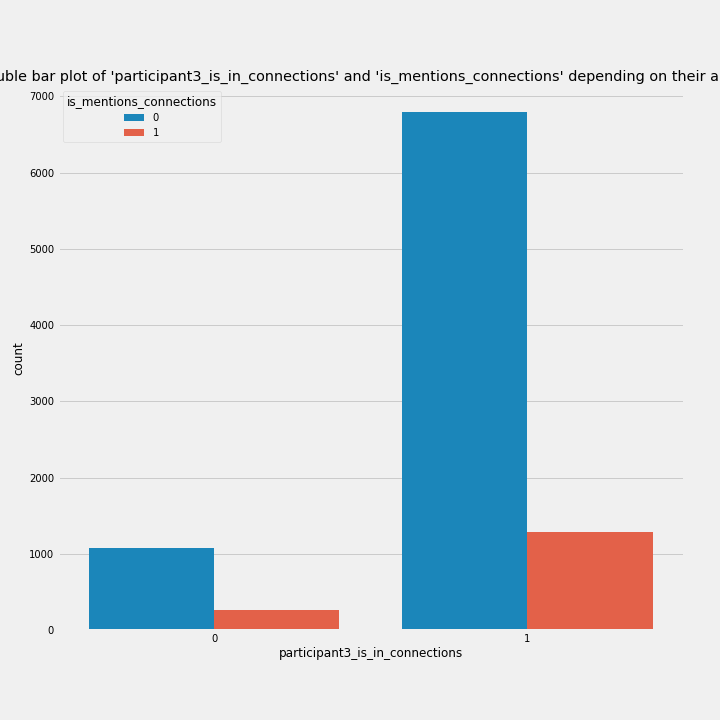 uble bar plot of 'participant3_is_in_connections' and 'is_mentions_connections' depending on their a
7000
is_mentions_connections
0
1
6000
5000
4000
3000
2000
1000
0
count
0 1
participant3_is_in_connections